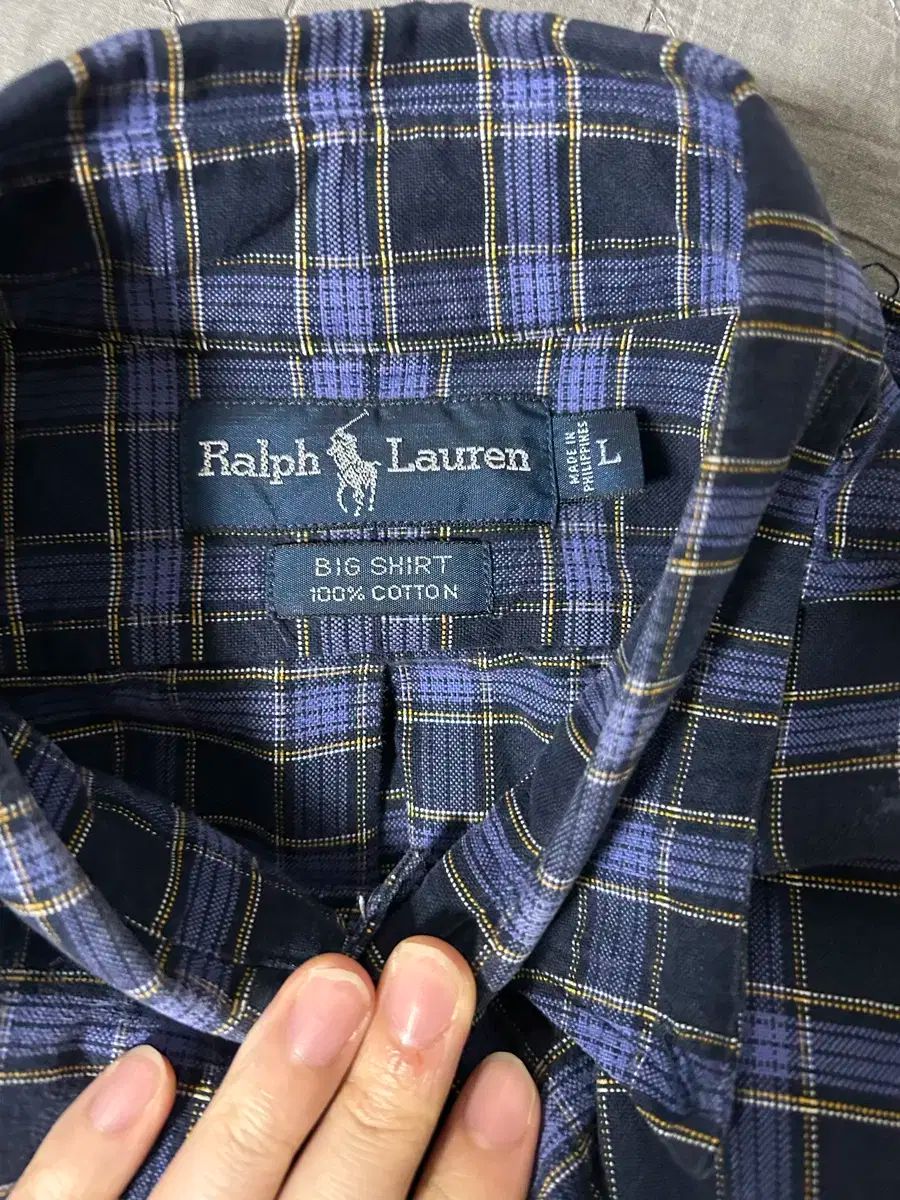 Ralph Lauren
MADE IN
PHILIPPINES
L
BIG SHIRT
100% COTTON